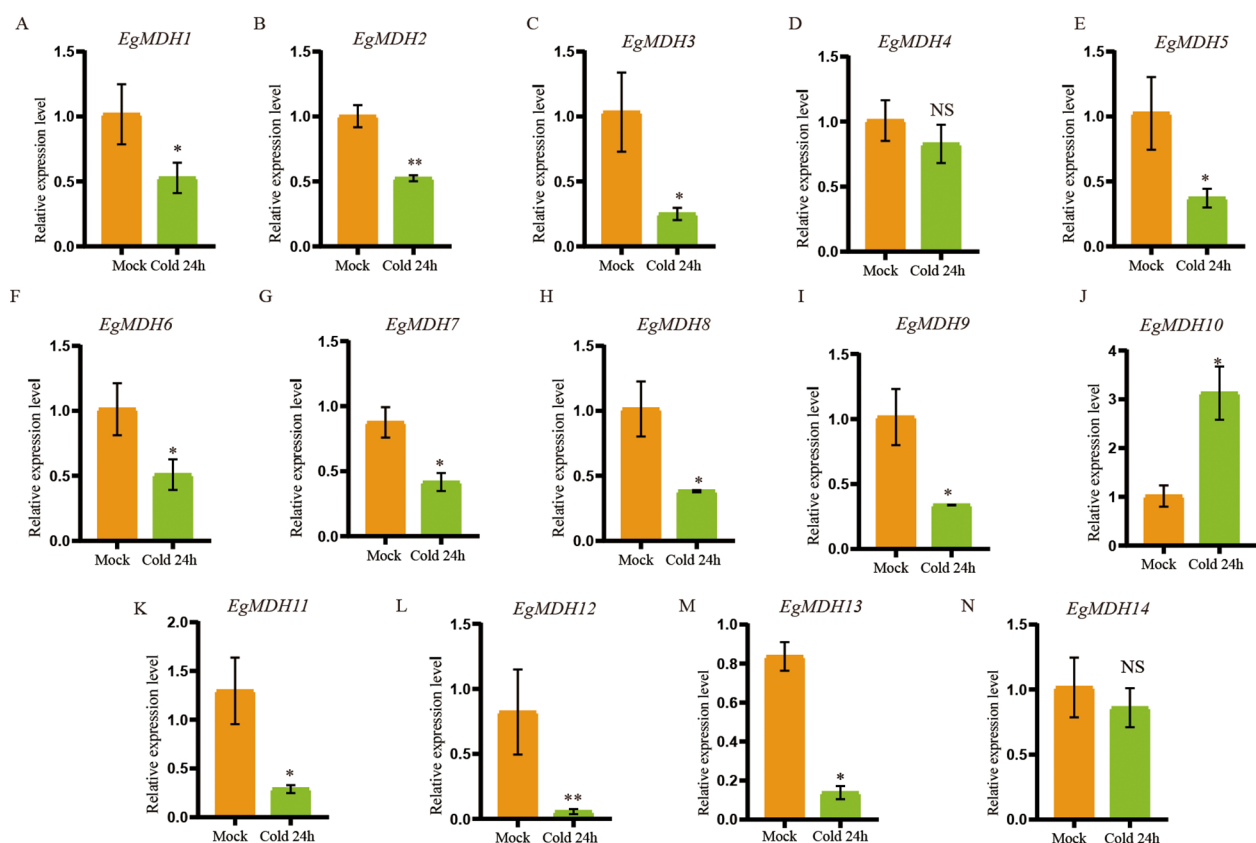 A
EgMDH1
Relative expression level
1.5
1.0
0.5
0.0
*
Mock Cold 24h
B
EgMDH2
Relative expression level
1.5
1.0
0.5
0.0
**
Mock Cold 24h
C
EgMDH3
Relative expression level
1.5
1.0
0.5
0.0
*
Mock Cold 24h
D
EgMDH4
Relative expression level
1.5
1.0
0.5
0.0
NS
Mock Cold 24h
E
EgMDH5
Relative expression level
1.5
1.0
0.5
0.0
*
Mock Cold 24h
F
EgMDH6
Relative expression level
1.5
1.0
0.5
0.0
*
Mock Cold 24h
G
EgMDH7
Relative expression level
1.5
1.0
0.5
0.0
*
Mock Cold 24h
H
EgMDH8
Relative expression level
1.5
1.0
0.5
0.0
*
Mock Cold 24h
I
EgMDH9
Relative expression level
1.5
1.0
0.5
0.0
*
Mock Cold 24h
J
EgMDH10
Relative expression level
4
3
2
1
0
*
Mock Cold 24h
K
EgMDH11
Relative expression level
2.0
1.5
1.0
0.5
0.0
*
Mock Cold 24h
L
EgMDH12
Relative expression level
1.5
1.0
0.5
0.0
**
Mock Cold 24h
M
EgMDH13
Relative expression level
1.0
0.8
0.6
0.4
0.2
0.0
*
Mock Cold 24h
N
EgMDH14
Relative expression level
1.5
1.0
0.5
0.0
NS
Mock Cold 24h